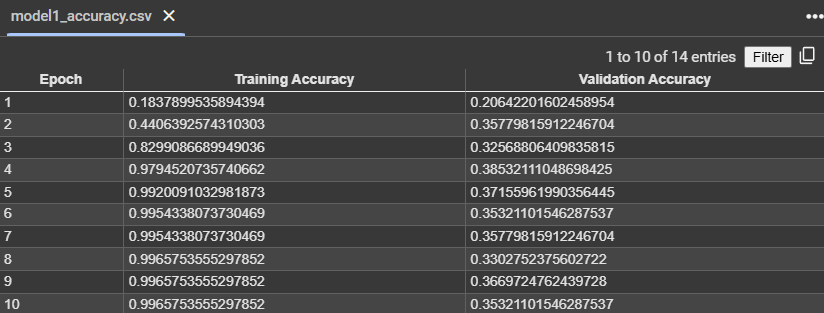 model1_accuracy.csv ✕ •••
1 to 10 of 14 entries Filter
Epoch Training Accuracy Validation Accuracy
1 0.1837899535894394 0.20642201602458954
2 0.4406392574310303 0.35779815912246704
3 0.8299086689949036 0.32568806409835815
4 0.9794520735740662 0.38532111048698425
5 0.9920091032981873 0.37155961990356445
6 0.9954338073730469 0.35321101546287537
7 0.9954338073730469 0.35779815912246704
8 0.9965753555297852 0.3302752375602722
9 0.9965753555297852 0.3669724762439728
10 0.9965753555297852 0.35321101546287537